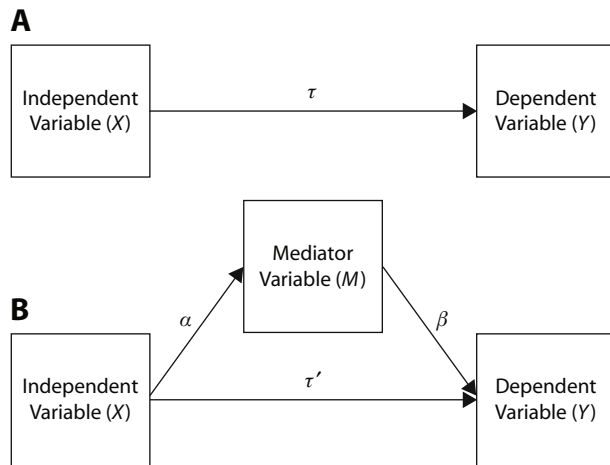 A
Independent
Variable (X)
τ
Dependent
Variable (Y)
Mediator
Variable (M)
B
α
β
Independent
Variable (X)
τ′
Dependent
Variable (Y)